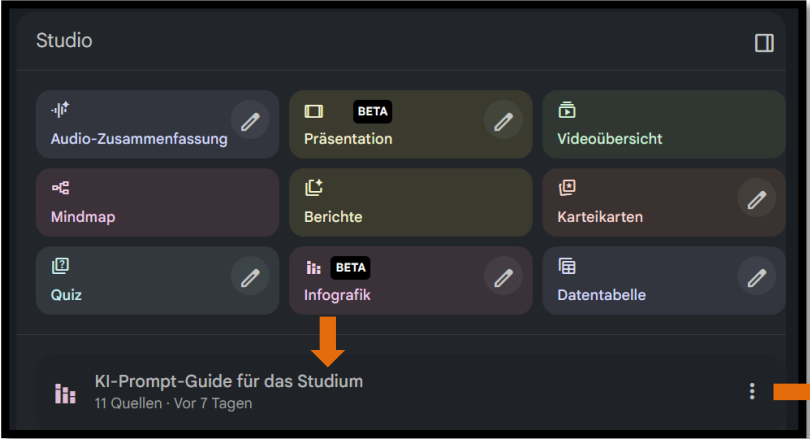 Studio
BETA
Audio-Zusammenfassung
Präsentation
Videoübersicht
Mindmap
Berichte
Karteikarten
BETA
Quiz
Infografik
Datentabelle
KI-Prompt-Guide für das Studium
11 Quellen · Vor 7 Tagen